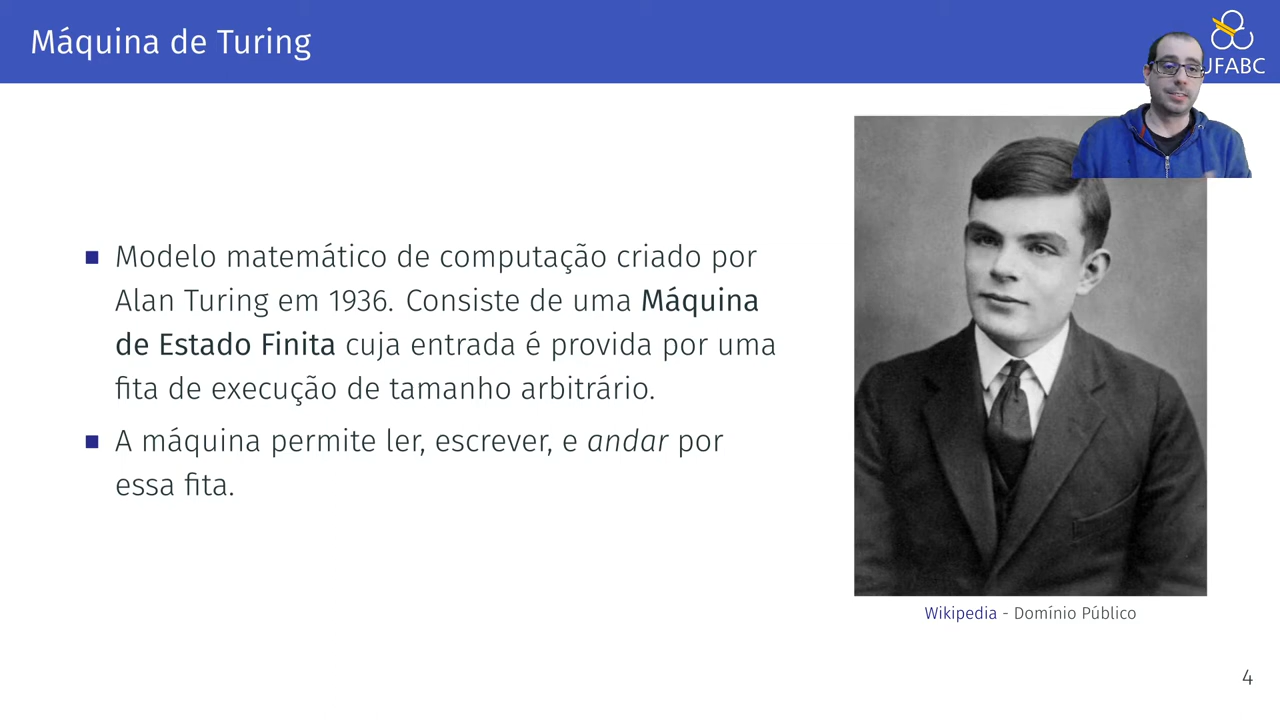 Máquina de Turing
UFABC
Modelo matemático de computação criado por
Alan Turing em 1936. Consiste de uma Máquina
de Estado Finita cuja entrada é provida por uma
fita de execução de tamanho arbitrário.
A máquina permite ler, escrever, e andar por
essa fita.
Wikipedia - Domínio Público
4